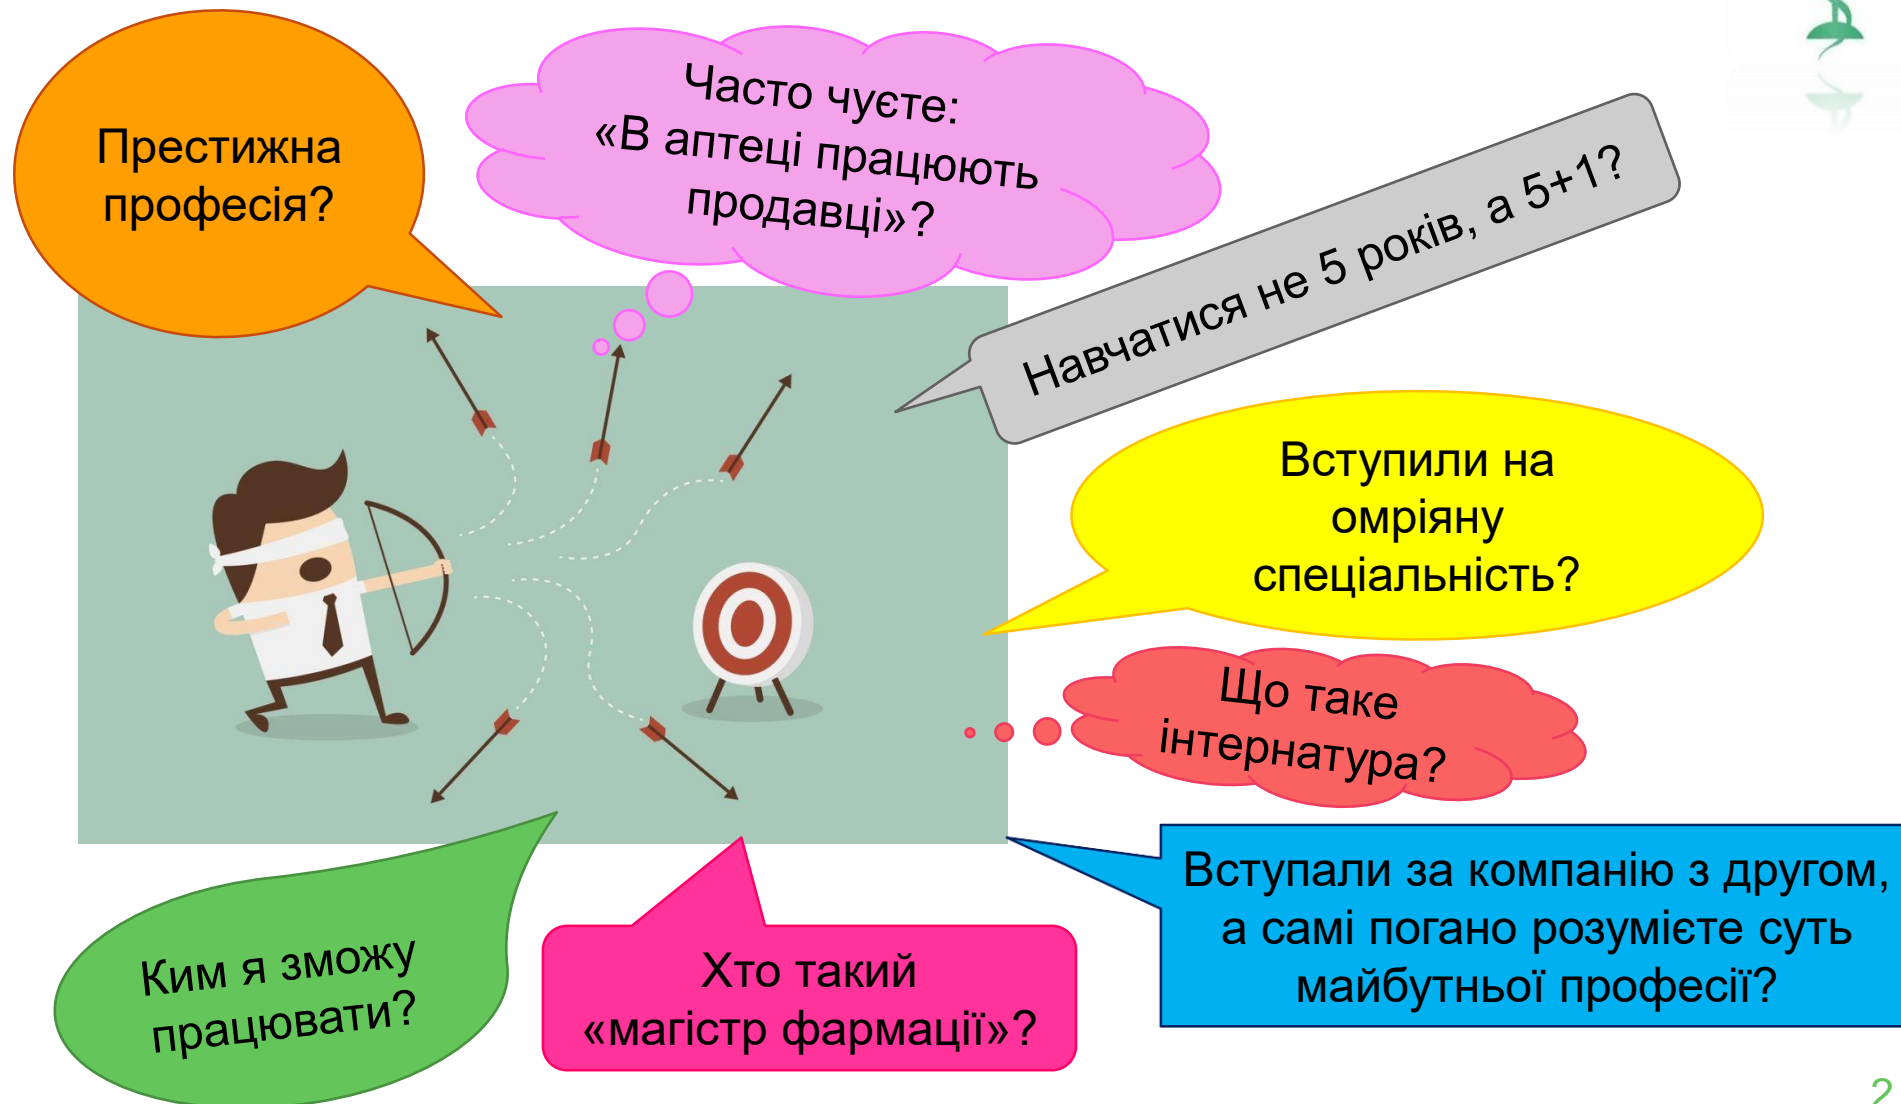 Престижна
професія?
Часто чуєте:
«В аптеці працюють
продавці»?
Навчатися не 5 років, а 5+1?
Вступили на
омріяну
спеціальність?
Що таке
інтернатура?
Вступали за компанію з другом,
а самі погано розумієте суть
майбутньої професії?
Хто такий
«магістр фармації»?
Ким я зможу
працювати?
2